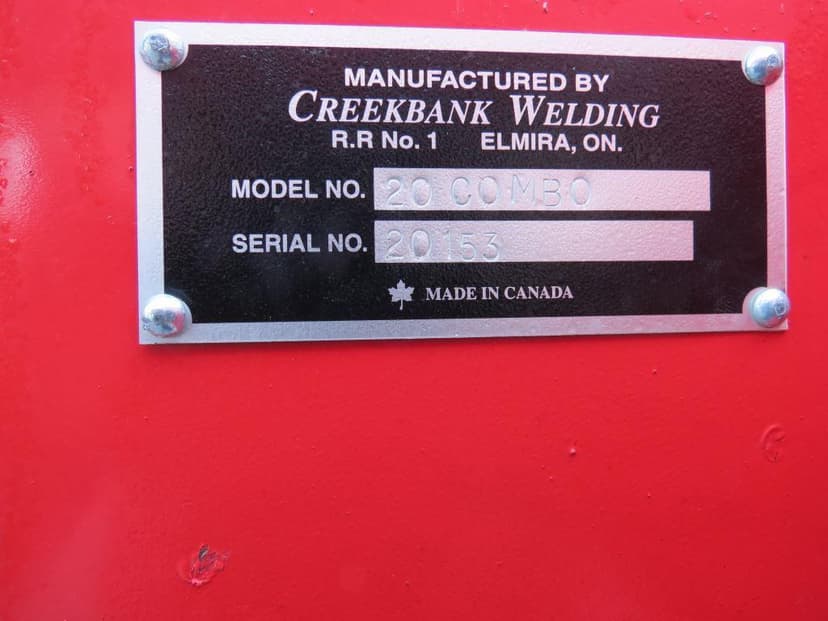 MANUFACTURED BY
CREEKBANK WELDING
R.R No. 1 ELMIRA, ON.
MODEL NO. 20 COMBO
SERIAL NO. 20153
MADE IN CANADA